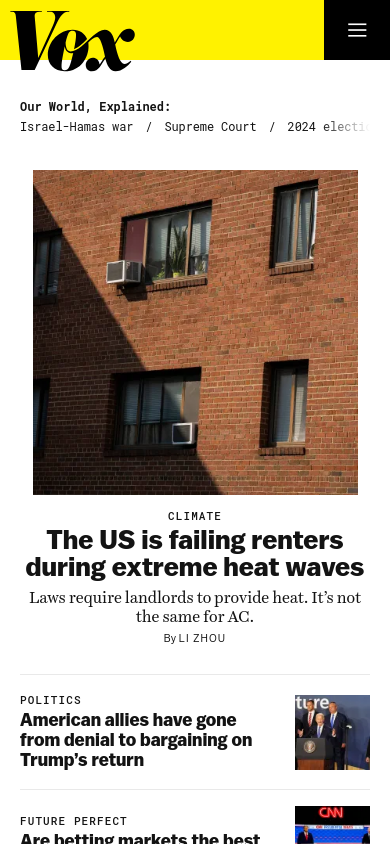 Vox
Our World, Explained:
Israel-Hamas war / Supreme Court / 2024 electi
CLIMATE
The US is failing renters
during extreme heat waves
Laws require landlords to provide heat. It’s not
the same for AC.
By LI ZHOU
POLITICS
American allies have gone
from denial to bargaining on
Trump’s return
ture
FUTURE PERFECT
Are betting markets the best
CNN